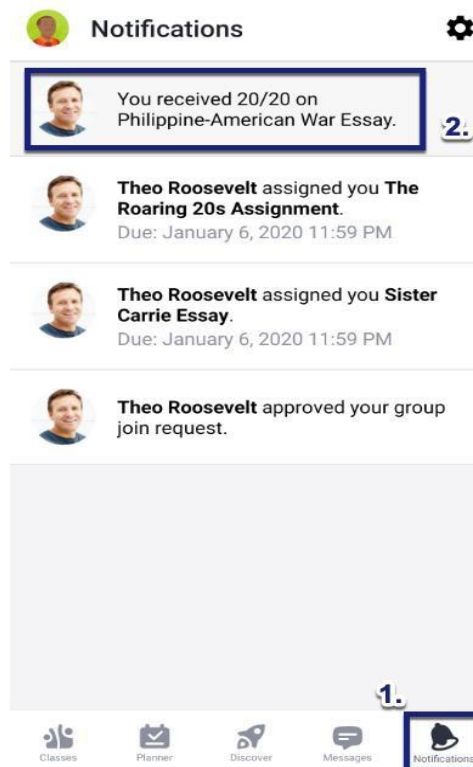 Notifications
You received 20/20 on
Philippine-American War Essay.
2.
Theo Roosevelt assigned you The
Roaring 20s Assignment.
Due: January 6, 2020 11:59 PM
Theo Roosevelt assigned you Sister
Carrie Essay.
Due: January 6, 2020 11:59 PM
Theo Roosevelt approved your group
join request.
1.
Classes
Planner
Discover
Messages
Notifications